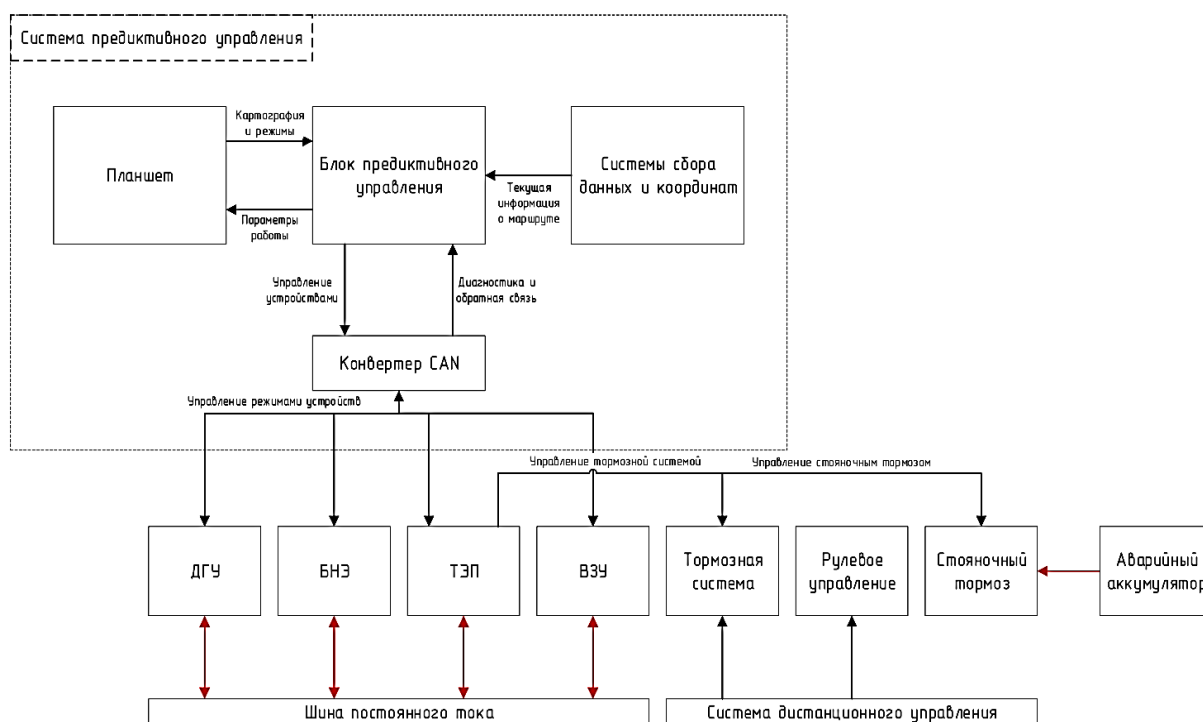 Система предиктивного управления
Картография
и режимы
Планшет
Блок предиктивного
управления
Системы сбора
данных и координат
Текущая
информация
о маршруте
Параметры
работы
Управление
устройствами
Диагностика и
обратная связь
Конвертер CAN
Управление режимами устройств
Управление тормозной системой
Управление стояночным тормозам
ДГУ
БНЭ
ТЭП
ВЗУ
Тормозная
система
Рулевое
управление
Стояночный
тормоз
Аварийный
аккумулятор
Шина постоянного тока
Система дистанционного управления